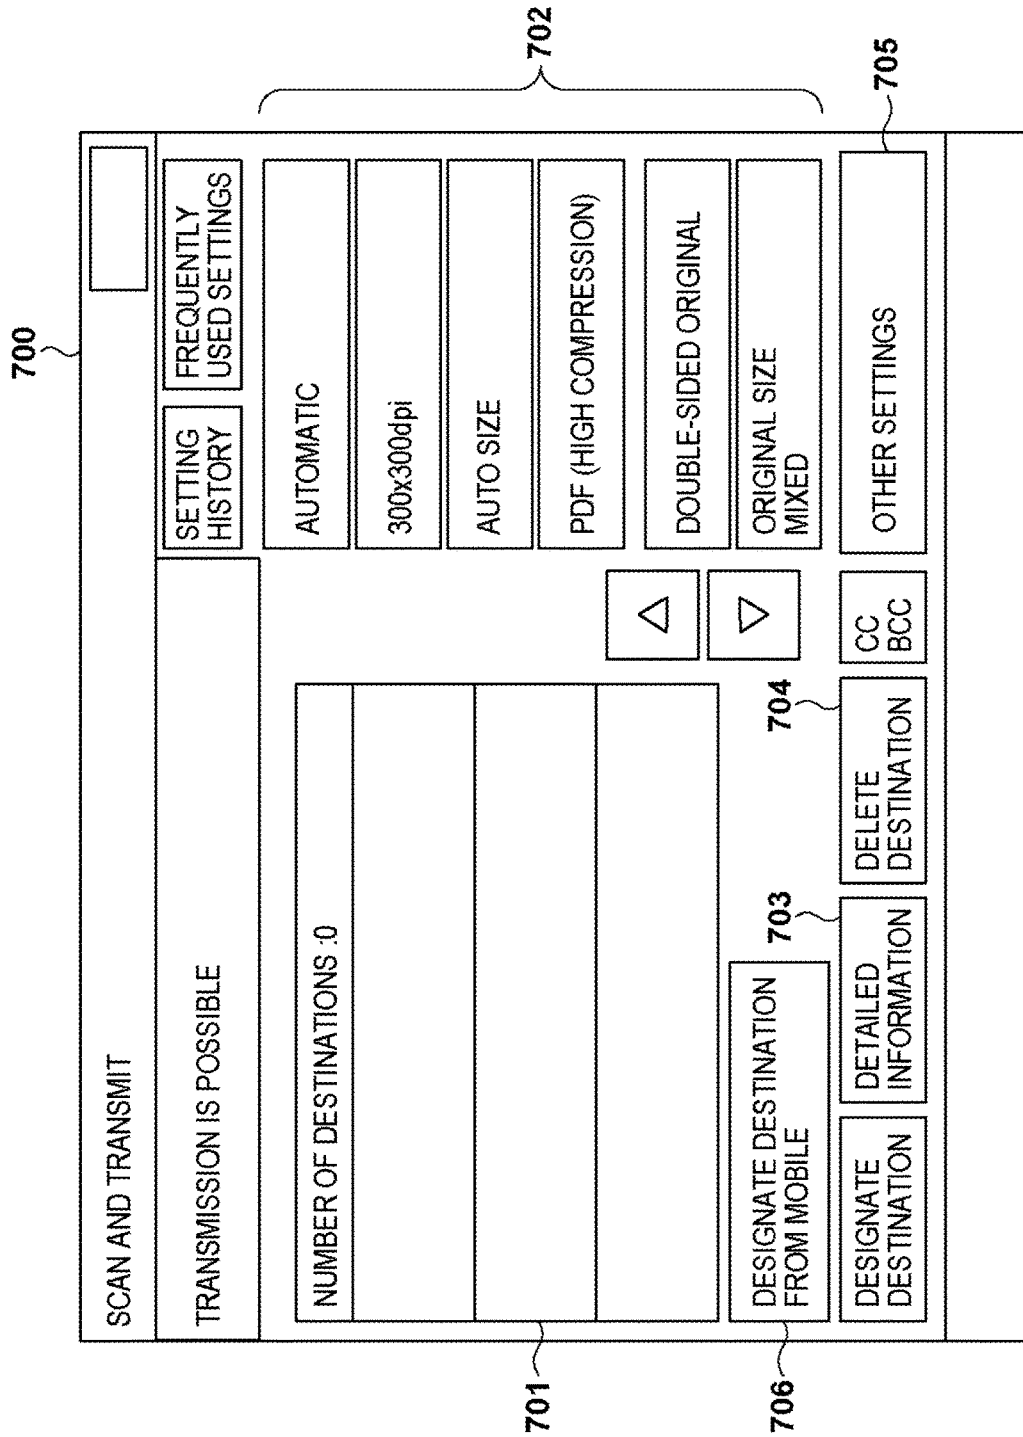 700
SCAN AND TRANSMIT
TRANSMISSION IS POSSIBLE
SETTING
HISTORY
FREQUENTLY
USED SETTINGS
NUMBER OF DESTINATIONS :0
701
AUTOMATIC
300x300dpi
AUTO SIZE
PDF (HIGH COMPRESSION)
DOUBLE-SIDED ORIGINAL
ORIGINAL SIZE
MIXED
702
DESIGNATE DESTINATION
FROM MOBILE
706
703
704
DESIGNATE
DESTINATION
DETAILED
INFORMATION
DELETE
DESTINATION
CC
BCC
OTHER SETTINGS
705